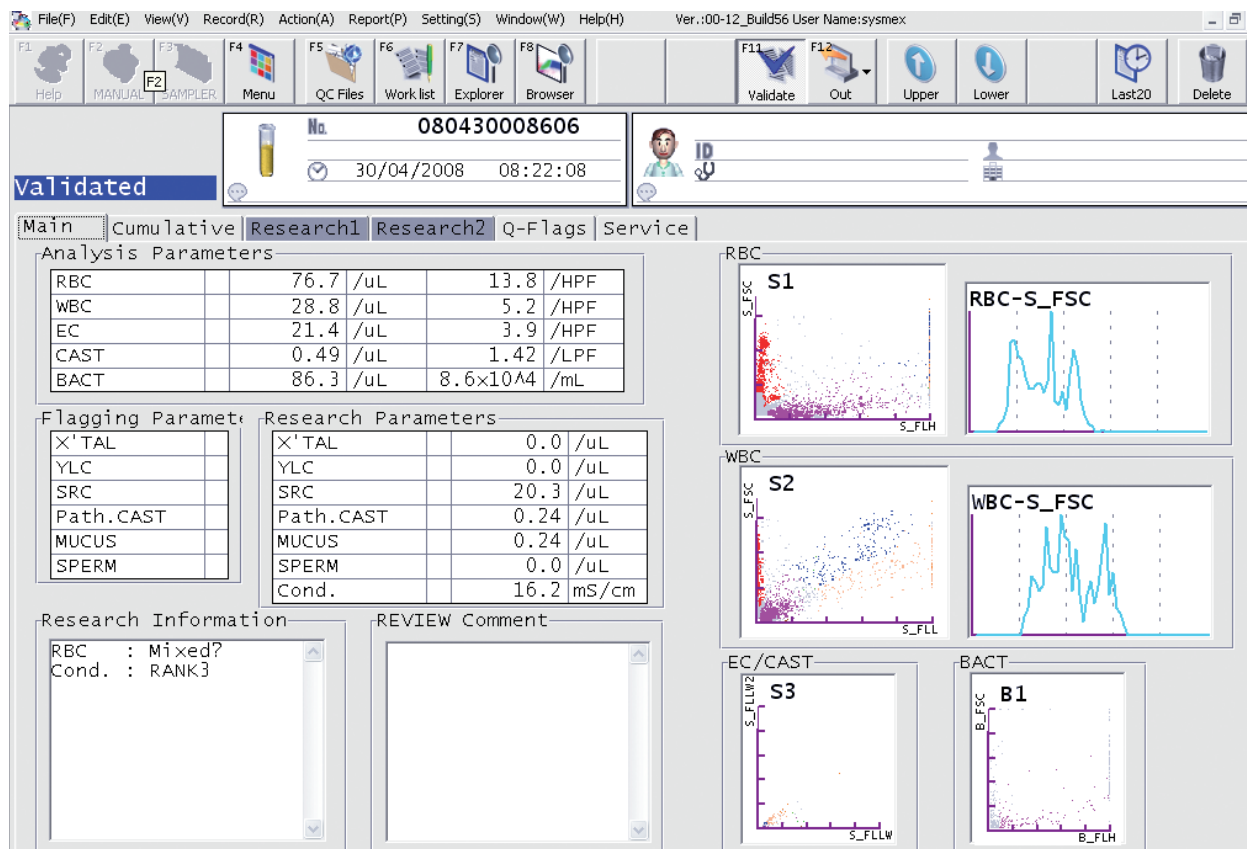 File(F) Edit(E) View(V) Record(R) Action(A) Report(P) Setting(S) Window(W) Help(H) Ver.:00-12_Build56 User Name:sysmex
F1 F2 F3 F4 F5 F6 F7 F8 F11 F12
F2
Help MANUAL SAMPLER Menu QC Files Work list Explorer Browser Validate Out Upper Lower Last20 Delete
No. 080430008606
ID
30/04/2008 08:22:08
Validated
Main Cumulative Research1 Research2 Q-Flags Service
Analysis Parameters
RBC 76.7 /uL 13.8 /HPF
WBC 28.8 /uL 5.2 /HPF
EC 21.4 /uL 3.9 /HPF
CAST 0.49 /uL 1.42 /LPF
BACT 86.3 /uL 8.6×10^4 /mL
Flagging Paramet
X'TAL
YLC
SRC
Path.CAST
MUCUS
SPERM
Research Parameters
X'TAL 0.0 /uL
YLC 0.0 /uL
SRC 20.3 /uL
Path.CAST 0.24 /uL
MUCUS 0.24 /uL
SPERM 0.0 /uL
Cond. 16.2 mS/cm
Research Information
RBC : Mixed?
Cond. : RANK3
REVIEW Comment
RBC
S1
S_FSC
S_FLH
RBC-S_FSC
WBC
S2
S_FSC
S_FLL
WBC-S_FSC
EC/CAST
S3
S_FLLW2
S_FLLW
BACT
B1
B_FSC
B_FLH